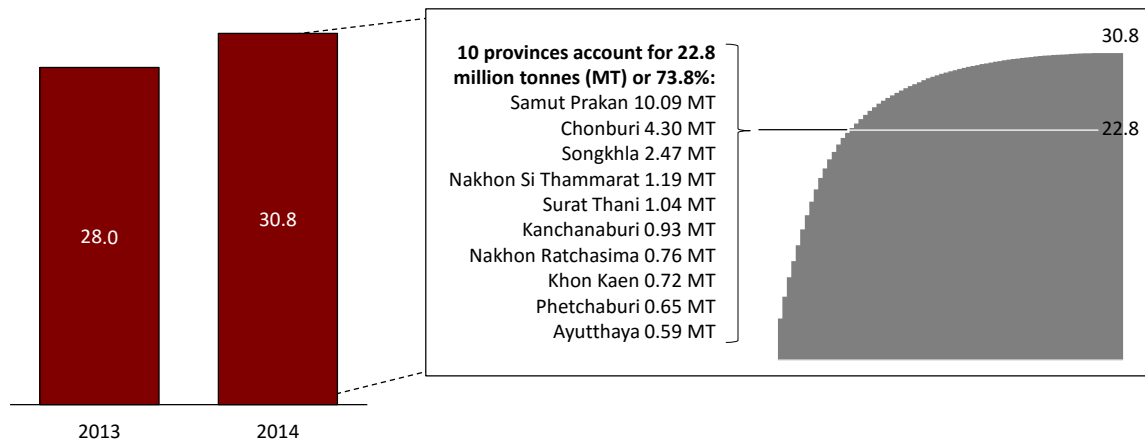 28.0
2013
30.8
2014
10 provinces account for 22.8
million tonnes (MT) or 73.8%:
Samut Prakan 10.09 MT
Chonburi 4.30 MT
Songkhla 2.47 MT
Nakhon Si Thammarat 1.19 MT
Surat Thani 1.04 MT
Kanchanaburi 0.93 MT
Nakhon Ratchasima 0.76 MT
Khon Kaen 0.72 MT
Phetchaburi 0.65 MT
Ayutthaya 0.59 MT
30.8
22.8